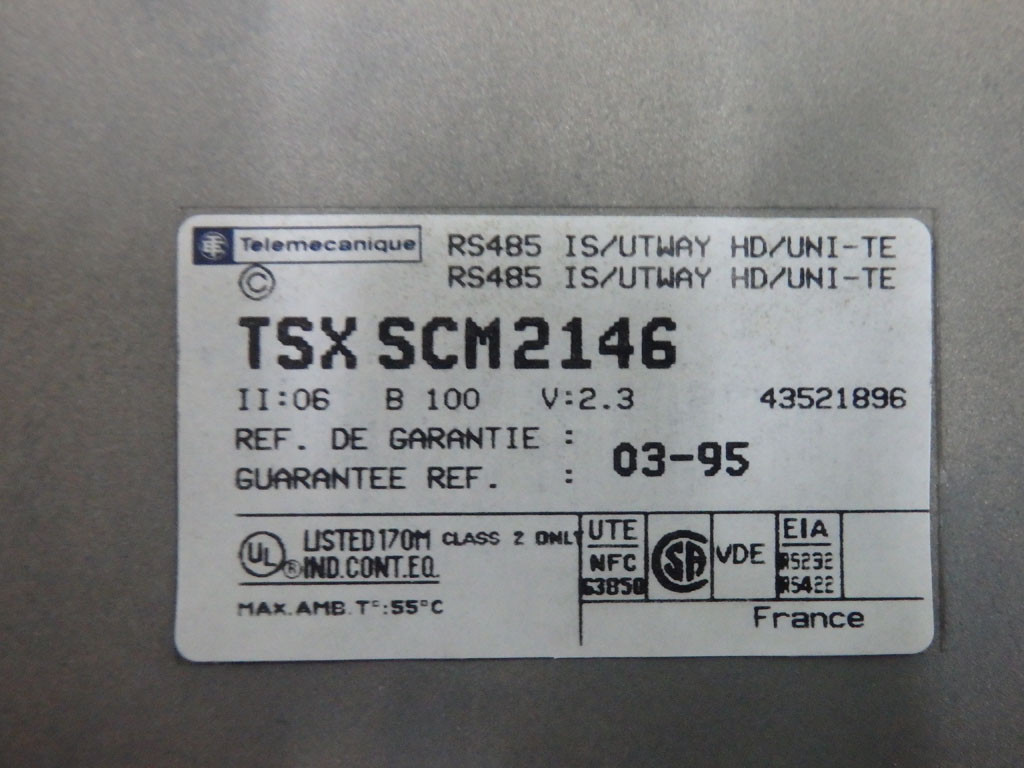 Telemecanique RS485 IS/UTWAY HD/UNI-TE
© RS485 IS/UTWAY HD/UNI-TE
TSX SCM2146
II:06 B 100 V:2.3 43521896
REF. DE GARANTIE :
GUARANTEE REF. : 03-95
UL ® LISTED 170M CLASS 2 ONLY
IND.CONT.EQ.
MAX.AMB.T°:55°C
UTE
NFC
63850
SA
VDE
EIA
RS232
RS422
France